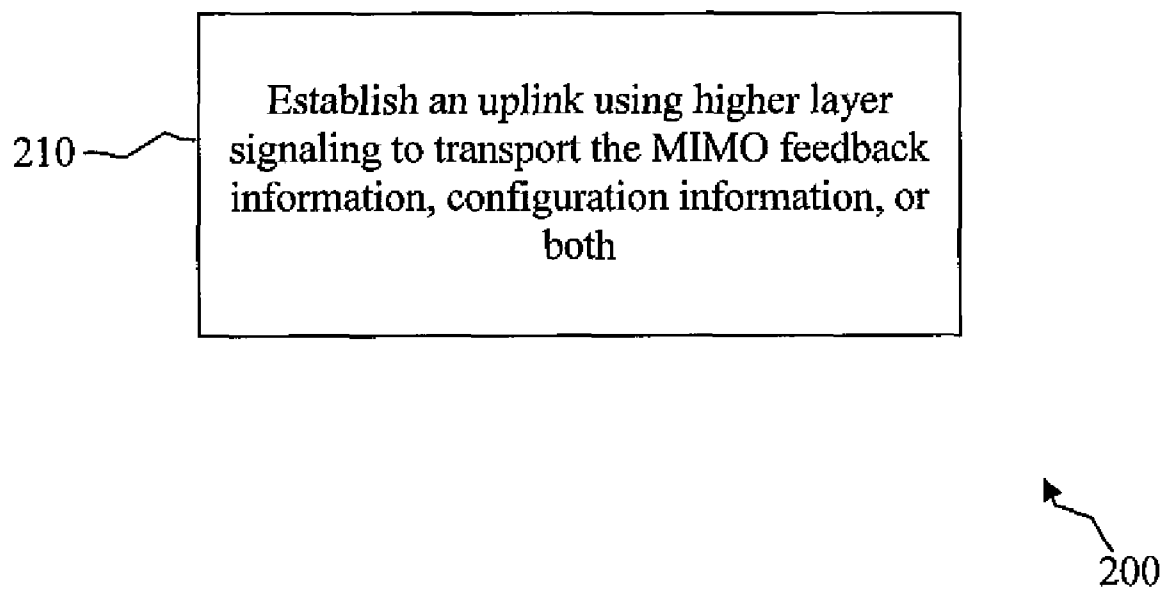 Establish an uplink using higher layer
signaling to transport the MIMO feedback
information, configuration information, or
both
210
200